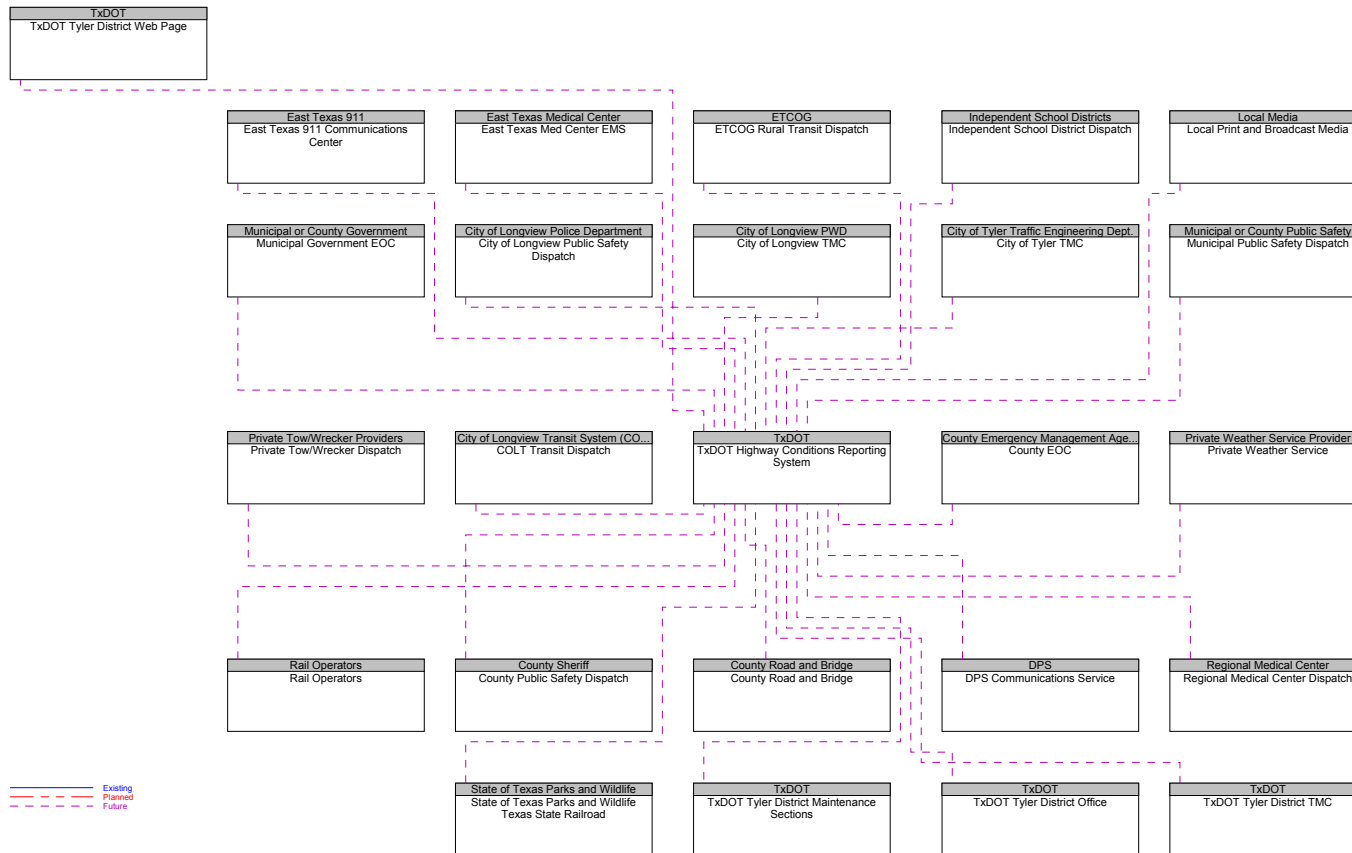 TxDOT
TxDOT Tyler District Web Page
East Texas 911
East Texas 911 Communications
Center
East Texas Medical Center
East Texas Med Center EMS
ETCOG
ETCOG Rural Transit Dispatch
Independent School Districts
Independent School District Dispatch
Local Media
Local Print and Broadcast Media
Municipal or County Government
Municipal Government EOC
City of Longview Police Department
City of Longview Public Safety
Dispatch
City of Longview PWD
City of Longview TMC
City of Tyler Traffic Engineering Dept.
City of Tyler TMC
Municipal or County Public Safety
Municipal Public Safety Dispatch
Private Tow/Wrecker Providers
Private Tow/Wrecker Dispatch
City of Longview Transit System (CO...
COLT Transit Dispatch
TxDOT
TxDOT Highway Conditions Reporting
System
County Emergency Management Age...
County EOC
Private Weather Service Provider
Private Weather Service
Rail Operators
Rail Operators
County Sheriff
County Public Safety Dispatch
County Road and Bridge
County Road and Bridge
DPS
DPS Communications Service
Regional Medical Center
Regional Medical Center Dispatch
Existing
Planned
Future
State of Texas Parks and Wildlife
State of Texas Parks and Wildlife
Texas State Railroad
TxDOT
TxDOT Tyler District Maintenance
Sections
TxDOT
TxDOT Tyler District Office
TxDOT
TxDOT Tyler District TMC